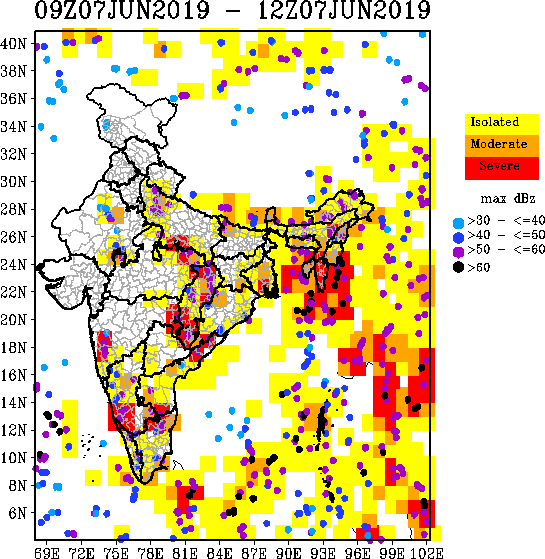 09Z07JUN2019 - 12Z07JUN2019
40N
38N
36N
34N
32N
30N
28N
26N
24N
22N
20N
18N
16N
14N
12N
10N
8N
6N
69E 72E 75E 78E 81E 84E 87E 90E 93E 96E 99E 102E
Isolated
Moderate
Severe
max dBz
>30 - <=40
>40 - <=50
>50 - <=60
>60